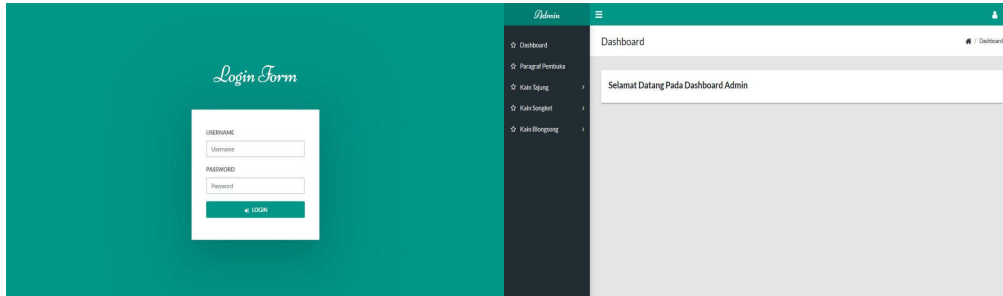 Login Form
USERNAME
Username
PASSWORD
Password
LOGIN
Admin
Dashboard
Paragraf Pembuka
Kain Tajung
Kain Songket
Kain Blongsong
Dashboard
/ Dashboard
Selamat Datang Pada Dashboard Admin